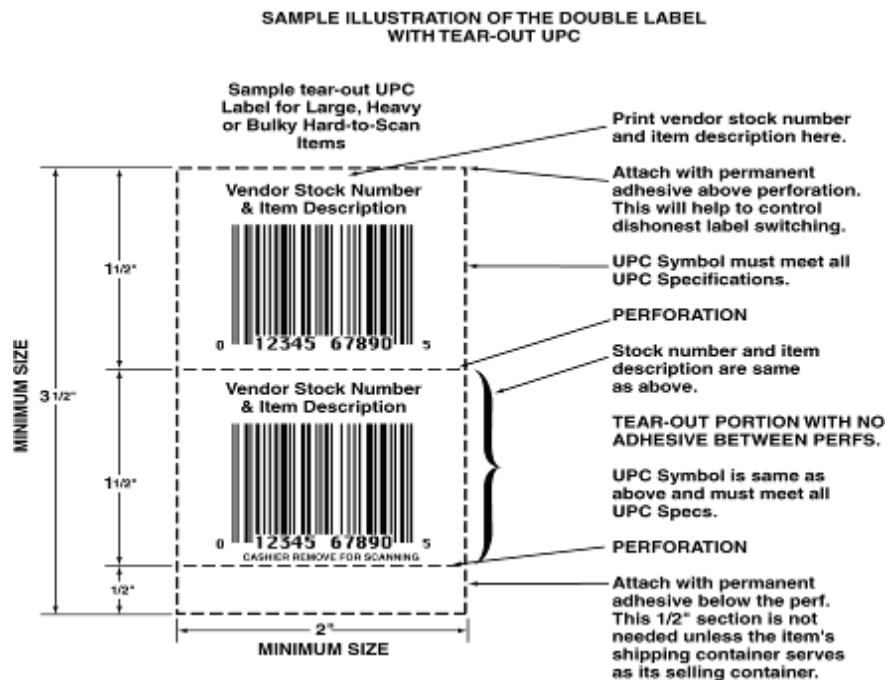 SAMPLE ILLUSTRATION OF THE DOUBLE LABEL
WITH TEAR-OUT UPC
Sample tear-out UPC
Label for Large, Heavy
or Bulky Hard-to-Scan
Items
Print vendor stock number
and item description here.
Attach with permanent
adhesive above perforation.
This will help to control
dishonest label switching.
UPC Symbol must meet all
UPC Specifications.
PERFORATION
Stock number and item
description are same
as above.
TEAR-OUT PORTION WITH NO
ADHESIVE BETWEEN PERFS.
UPC Symbol is same as
above and must meet all
UPC Specs.
PERFORATION
Attach with permanent
adhesive below the perf.
This 1/2" section is not
needed unless the item's
shipping container serves
as its selling container.
Vendor Stock Number
& Item Description
0 12345 67890 5
Vendor Stock Number
& Item Description
0 12345 67890 5
CASHIER REMOVE FOR SCANNING
MINIMUM SIZE
3 1/2"
1 1/2"
1 1/2"
1/2"
2"
MINIMUM SIZE